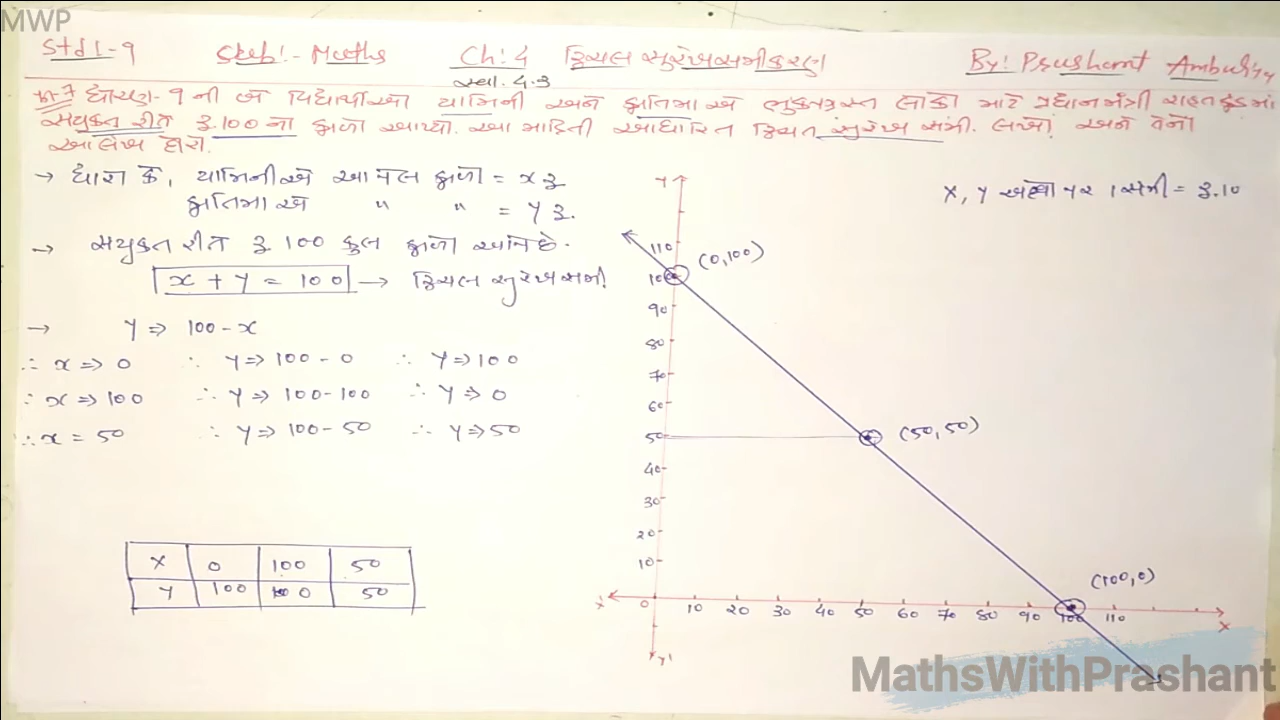 MWP
Std :- 9 Sub :- Maths Ch: 4 દ્વિચલ સુરેખ સમીકરણ By: Prashant Ambaliya
સ્વા. 4.3
પ્ર-7 ધોરણ-9 ની બે વિદ્યાર્થીઓ યામિની અને ફાતિમાએ ભૂકંપગ્રસ્ત લોકો માટે પ્રધાનમંત્રી રાહત ફંડમાં
સંયુક્ત રીતે રૂ.100 નો ફાળો આપ્યો. આ માહિતી આધારિત દ્વિચલ સુરેખ સમી. લખો અને તેનો
આલેખ દોરો.
→ ધારો કે, યામિનીએ આપેલ ફાળો = x રૂ
ફાતિમાએ " " = y રૂ.
→ સંયુક્ત રીતે રૂ 100 કુલ ફાળો આપે છે.
x + y = 100 → દ્વિચલ સુરેખ સમી.
→ y ⇒ 100 - x
∴ x ⇒ 0 ∴ y ⇒ 100 - 0 ∴ y ⇒ 100
∴ x ⇒ 100 ∴ y ⇒ 100 - 100 ∴ y ⇒ 0
∴ x = 50 ∴ y ⇒ 100 - 50 ∴ y ⇒ 50
X 0 100 50
Y 100 0 50
X, Y અક્ષો પર 1 સેમી = રૂ.10
Y
110
(0,100)
100
90
80
70
60
50
(50,50)
40
30
20
10
(100,0)
X' 0 10 20 30 40 50 60 70 80 90 100 110 X
Y'
MathsWithPrashant